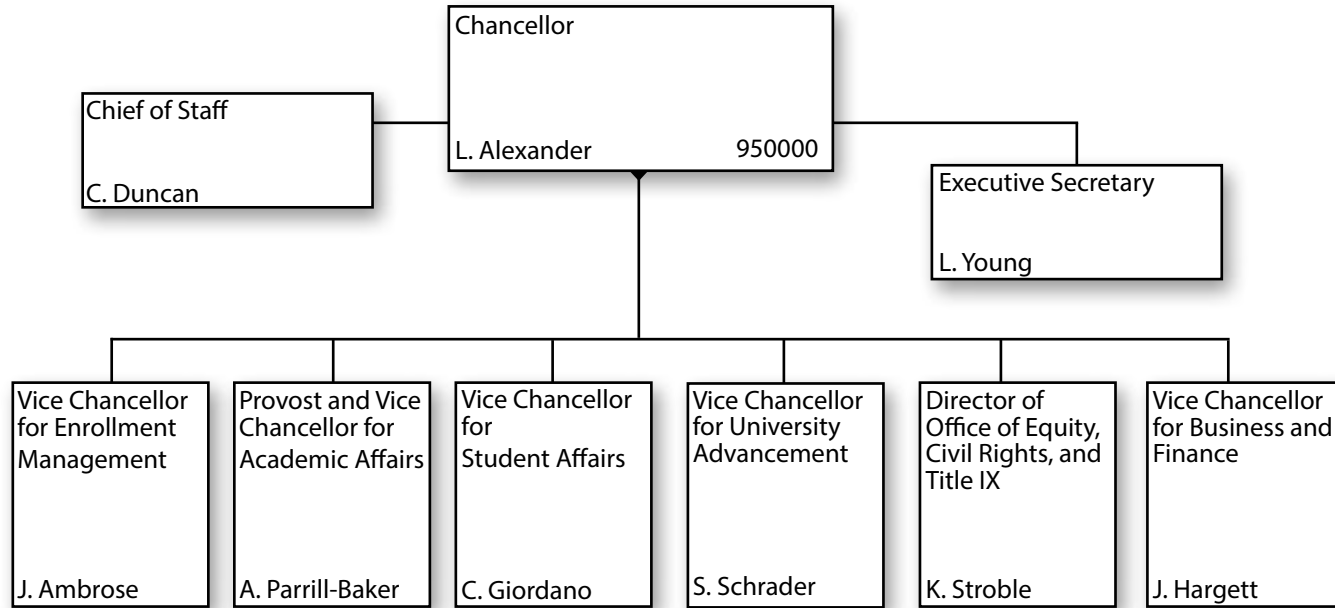 Chancellor
L. Alexander 950000
Chief of Staff
C. Duncan
Executive Secretary
L. Young
Vice Chancellor
for Enrollment
Management
J. Ambrose
Provost and Vice
Chancellor for
Academic Affairs
A. Parrill-Baker
Vice Chancellor
for
Student Affairs
C. Giordano
Vice Chancellor
for University
Advancement
S. Schrader
Director of
Office of Equity,
Civil Rights, and
Title IX
K. Stroble
Vice Chancellor
for Business and
Finance
J. Hargett